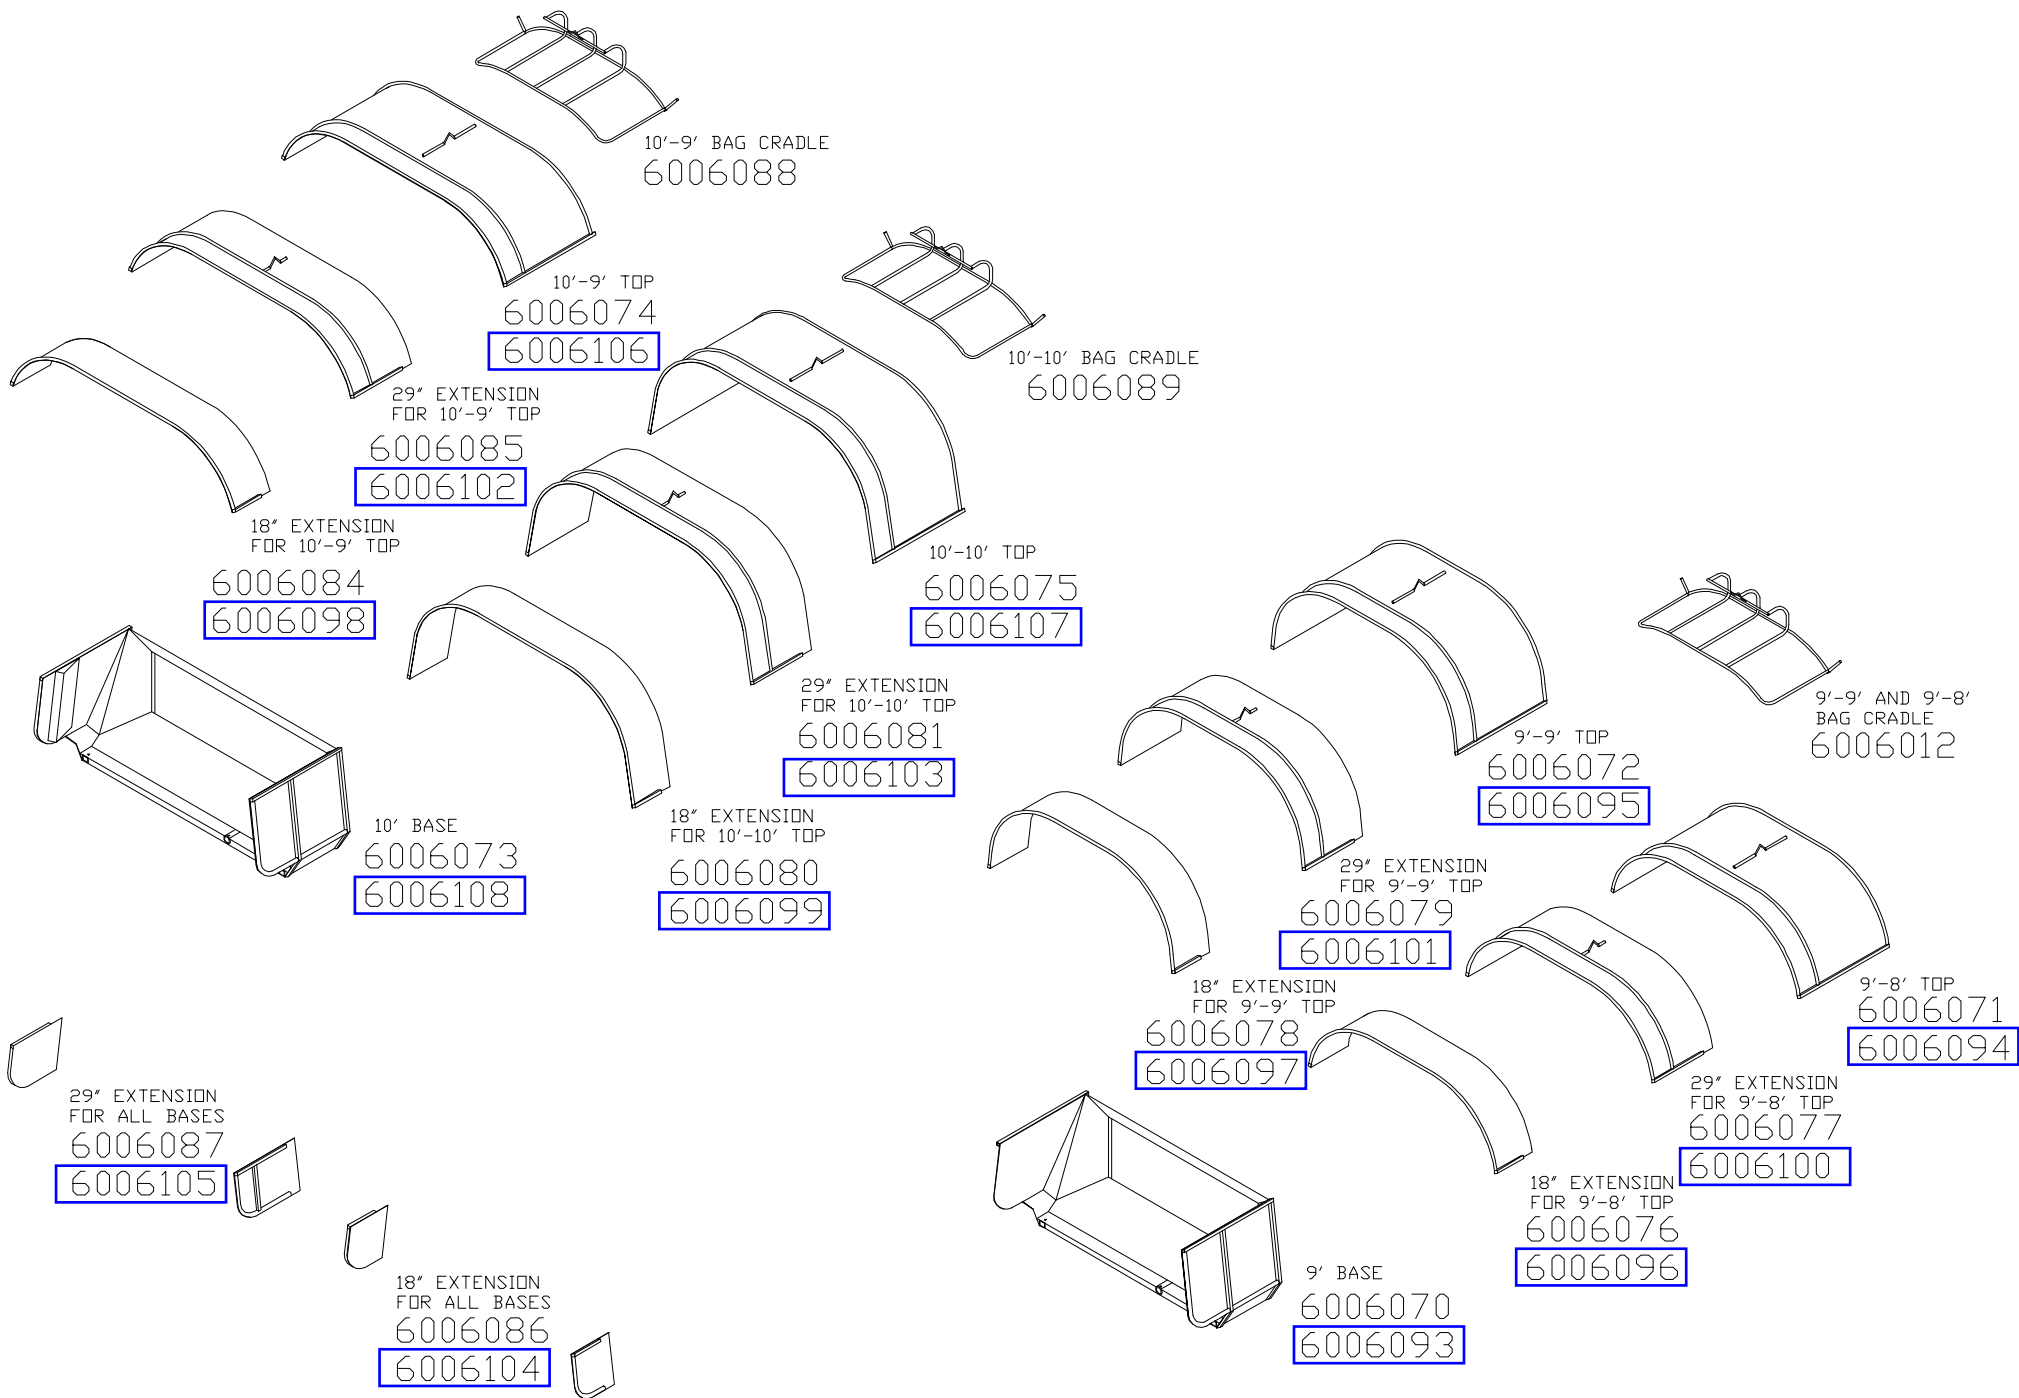 10'-9' BAG CRADLE
6006088
10'-9' TOP
6006074
6006106
10'-10' BAG CRADLE
6006089
29" EXTENSION
FOR 10'-9' TOP
6006085
6006102
18" EXTENSION
FOR 10'-9' TOP
6006084
6006098
10'-10' TOP
6006075
6006107
29" EXTENSION
FOR 10'-10' TOP
6006081
6006103
9'-9' AND 9'-8'
BAG CRADLE
6006012
9'-9' TOP
6006072
6006095
10' BASE
6006073
6006108
18" EXTENSION
FOR 10'-10' TOP
6006080
6006099
29" EXTENSION
FOR 9'-9' TOP
6006079
6006101
18" EXTENSION
FOR 9'-9' TOP
6006078
6006097
9'-8' TOP
6006071
6006094
29" EXTENSION
FOR 9'-8' TOP
6006077
6006100
29" EXTENSION
FOR ALL BASES
6006087
6006105
18" EXTENSION
FOR 9'-8' TOP
6006076
6006096
18" EXTENSION
FOR ALL BASES
6006086
6006104
9' BASE
6006070
6006093